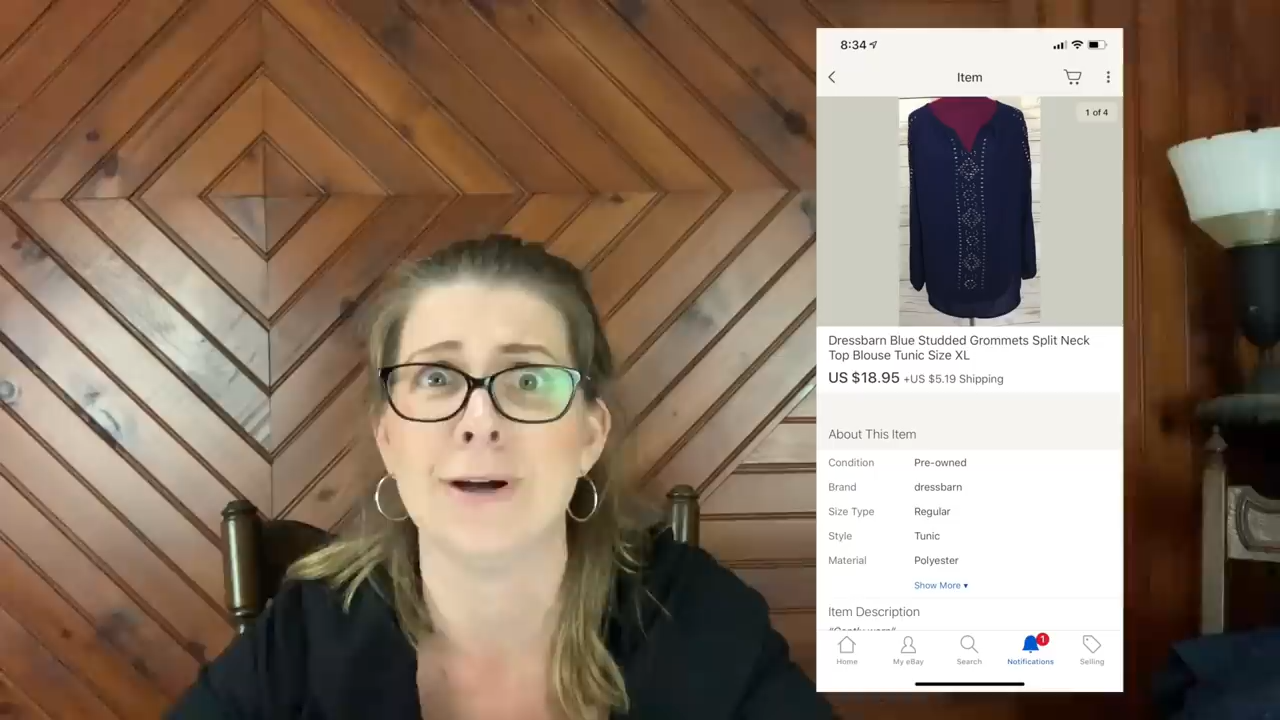 8:34
Item
1 of 4
Dressbarn Blue Studded Grommets Split Neck
Top Blouse Tunic Size XL
US $18.95 +US $5.19 Shipping
About This Item
Condition Pre-owned
Brand dressbarn
Size Type Regular
Style Tunic
Material Polyester
Show More
Item Description
"Gently worn"
1
Home My eBay Search Notifications Selling